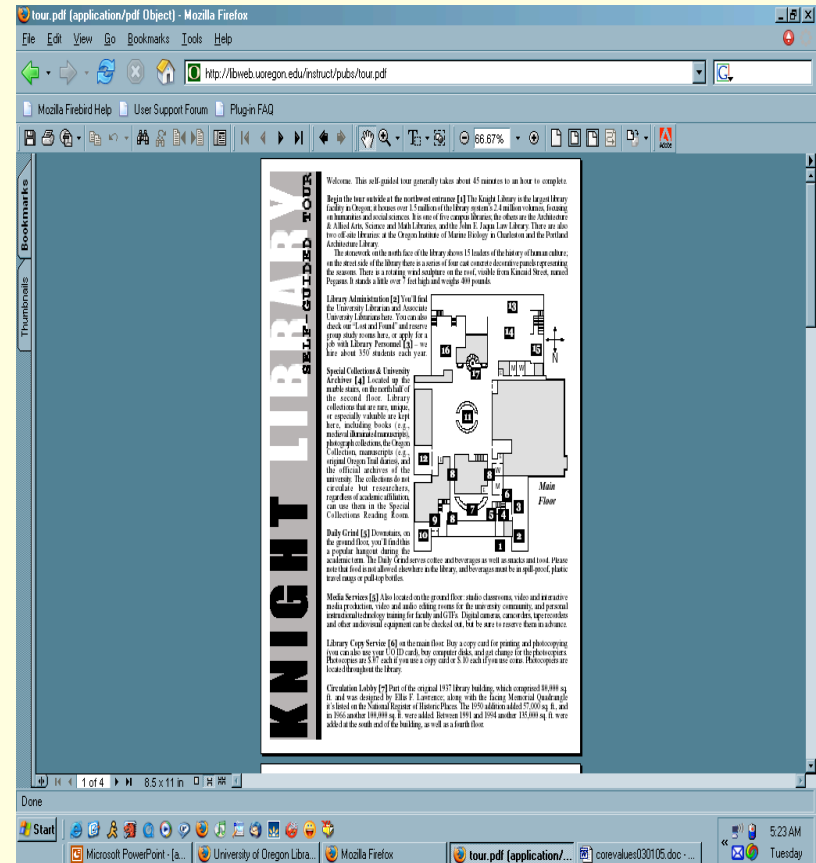 tour.pdf (application/pdf Object) - Mozilla Firefox
File Edit View Go Bookmarks Tools Help
http://libweb.uoregon.edu/instruct/pubs/tour.pdf
G
Mozilla Firebird Help User Support Forum Plug-in FAQ
66.67%
Adobe
Bookmarks
Thumbnails
KNIGHT LIBRARY
SELF-GUIDED TOUR
Welcome. This self-guided tour generally takes about 45 minutes to an hour to complete.
Begin the tour outside at the northwest entrance [1] The Knight Library is the largest library
facility in Oregon; it houses over 1.5 million of the library system's 2.4 million volumes, focusing
on humanities and social sciences. It is one of five campus libraries; the others are the Architecture
& Allied Arts, Science and Math Libraries, and the John E. Jaqua Law Library. There are also
two off-site libraries: at the Oregon Institute of Marine Biology in Charleston and the Portland
Architecture Library.
The stonework on the north face of the library shows 15 leaders of the history of human culture;
on the street side of the library there is a series of four cast concrete decorative panels representing
the seasons. There is a rotating wind sculpture on the roof, visible from Kincaid Street, named
Pegasus. It stands a little over 7 feet high and weighs 400 pounds.
Library Administration [2] You'll find
the University Librarian and Associate
University Librarians here. You can also
check our "Lost and Found" and reserve
group study rooms here, or apply for a
job with Library Personnel [3] – we
hire about 350 students each year.
Special Collections & University
Archives [4] Located up the
marble stairs, on the north half of
the second floor. Library
collections that are rare, unique,
or especially valuable are kept
here, including books (e.g.,
medieval illuminated manuscripts),
photograph collections, the Oregon
Collection, manuscripts (e.g.,
original Oregon Trail diaries), and
the official archives of the
university. The collections do not
circulate but researchers,
regardless of academic affiliation,
can use them in the Special
Collections Reading Room.
13
14
16
15
N
17
M W
11
12
8
8
W
M
6
7
5 4
3
9
8
10
1
2
Main
Floor
Daily Grind [5] Downstairs, on
the ground floor, you'll find this
a popular hangout during the
academic term. The Daily Grind serves coffee and beverages as well as snacks and food. Please
note that food is not allowed elsewhere in the library, and beverages must be in spill-proof, plastic
travel mugs or pull-top bottles.
Media Services [5] Also located on the ground floor: studio classrooms, video and interactive
media production, video and audio editing rooms for the university community, and personal
instructional technology training for faculty and GTFs. Digital cameras, camcorders, tape recorders
and other audiovisual equipment can be checked out, but be sure to reserve them in advance.
Library Copy Service [6] on the main floor. Buy a copy card for printing and photocopying
(you can also use your UO ID card), buy computer disks, and get change for the photocopiers.
Photocopies are $.07 each if you use a copy card or $.10 each if you use coins. Photocopiers are
located throughout the library.
Circulation Lobby [7] Part of the original 1937 library building, which comprised 80,000 sq.
ft. and was designed by Ellis F. Lawrence; along with the facing Memorial Quadrangle
it's listed on the National Register of Historic Places. The 1950 addition added 57,000 sq. ft., and
in 1966 another 100,000 sq. ft. were added. Between 1991 and 1994 another 135,000 sq. ft. were
added at the south end of the building, as well as a fourth floor.
1 of 4 8.5 x 11 in
Done
Start 5:23 AM
Microsoft PowerPoint - [a... University of Oregon Libra... Mozilla Firefox tour.pdf (application/... corevalues030105.doc - ... Tuesday